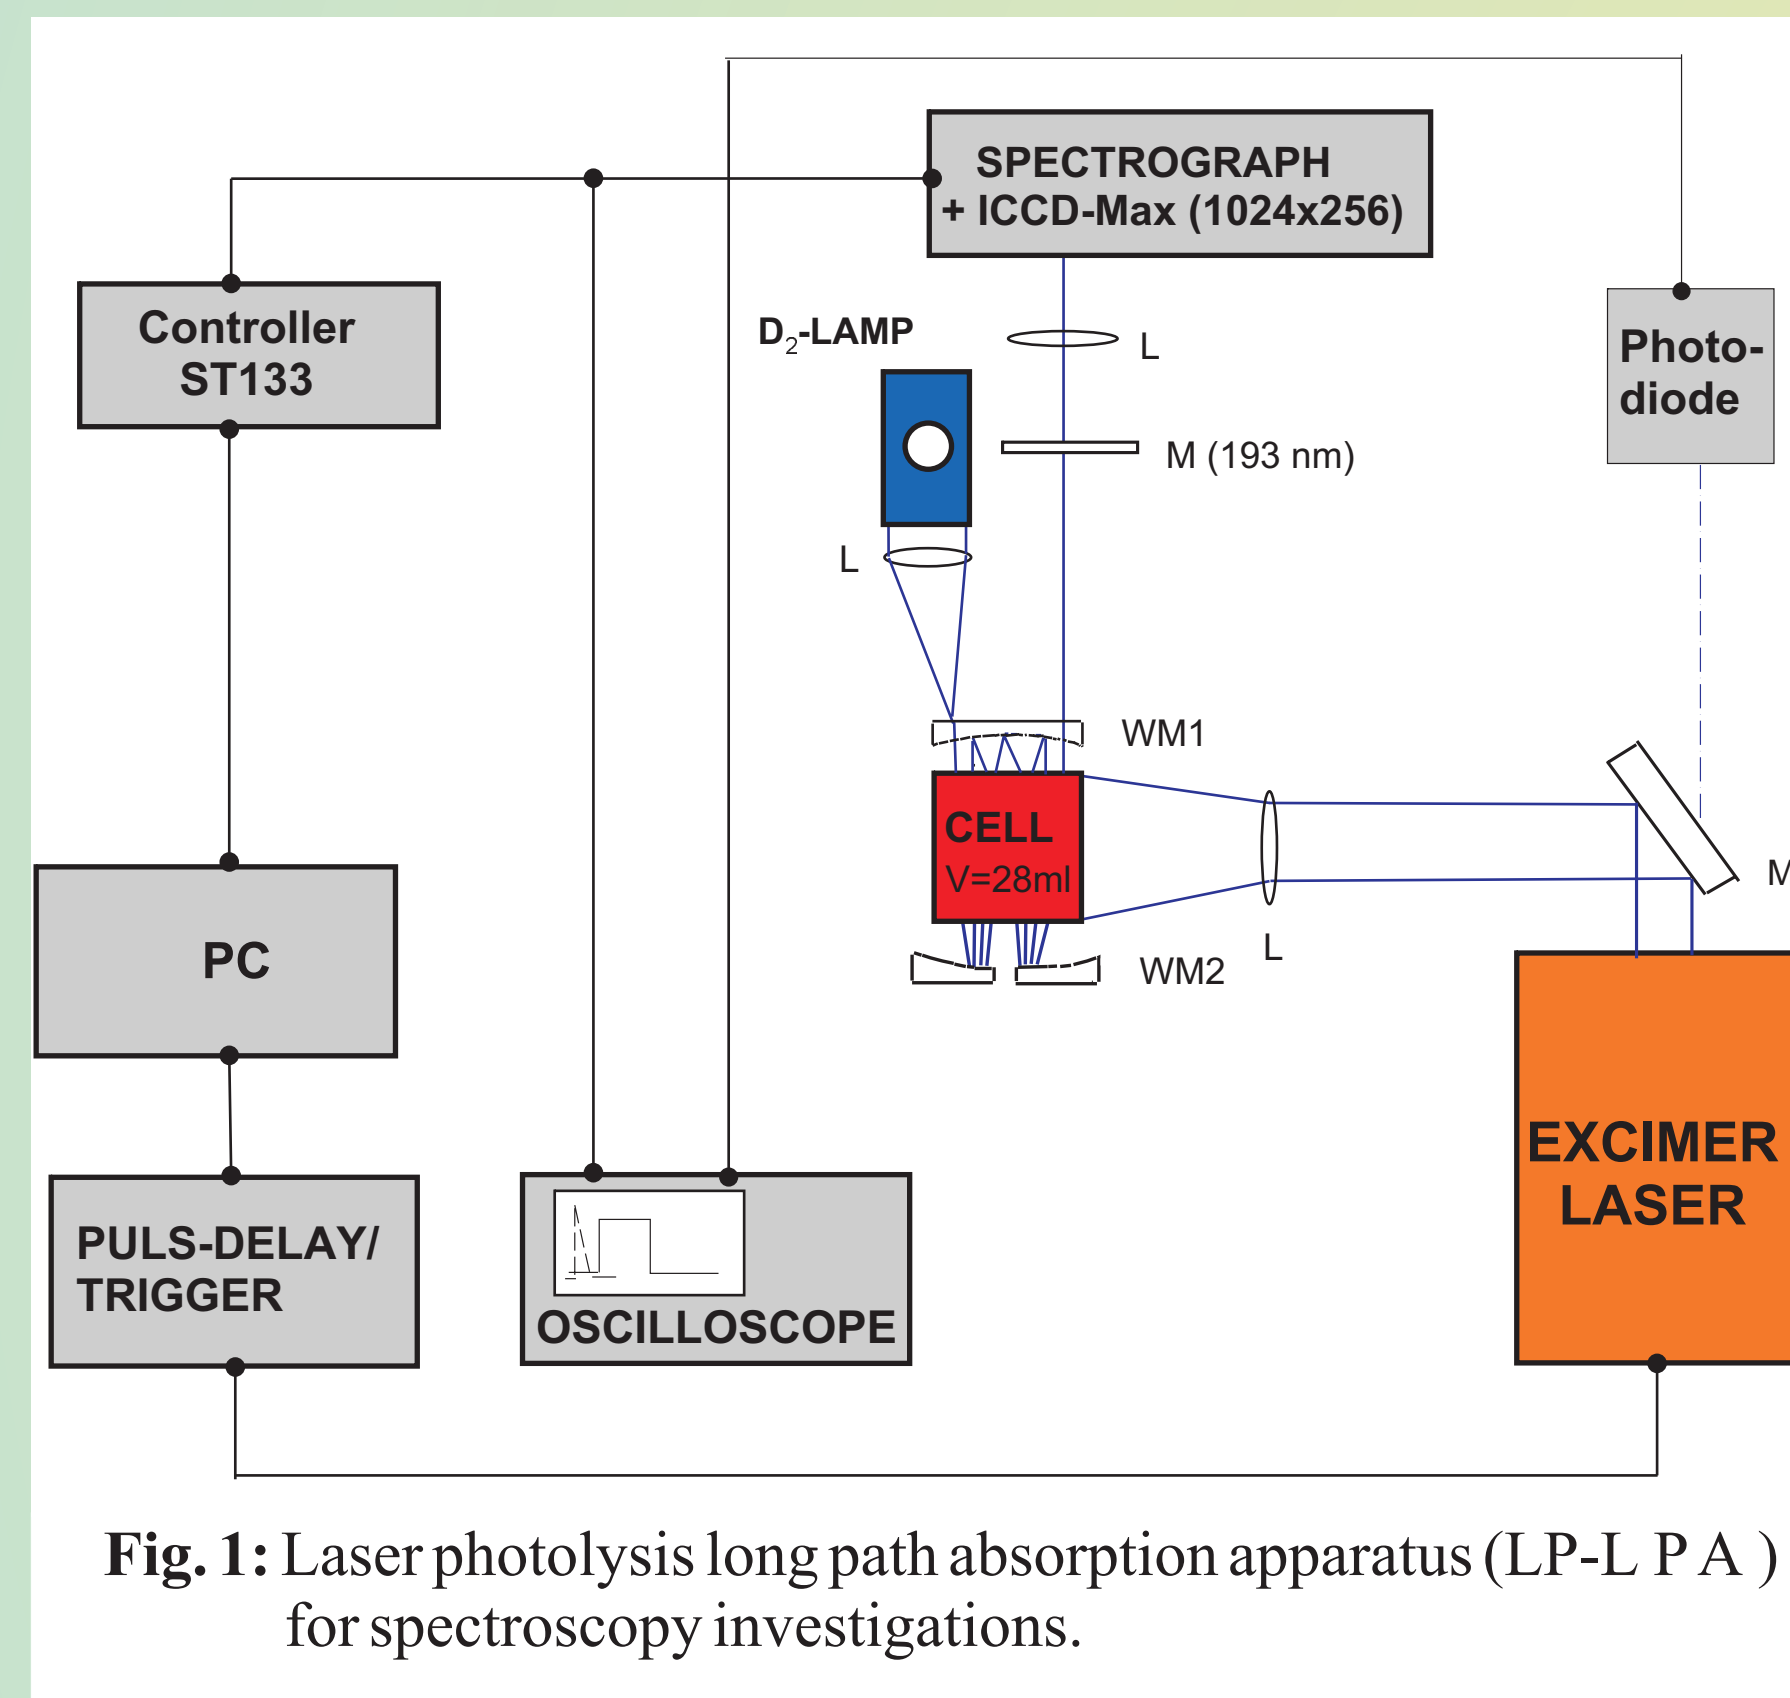 SPECTROGRAPH
+ ICCD-Max (1024x256)
Controller
ST133
D₂-LAMP
L
Photo-
diode
M (193 nm)
L
WM1
CELL
V=28ml
M
L
WM2
PC
EXCIMER
LASER
PULS-DELAY/
TRIGGER
OSCILLOSCOPE
Fig. 1: Laser photolysis long path absorption apparatus (LP-L P A )
for spectroscopy investigations.